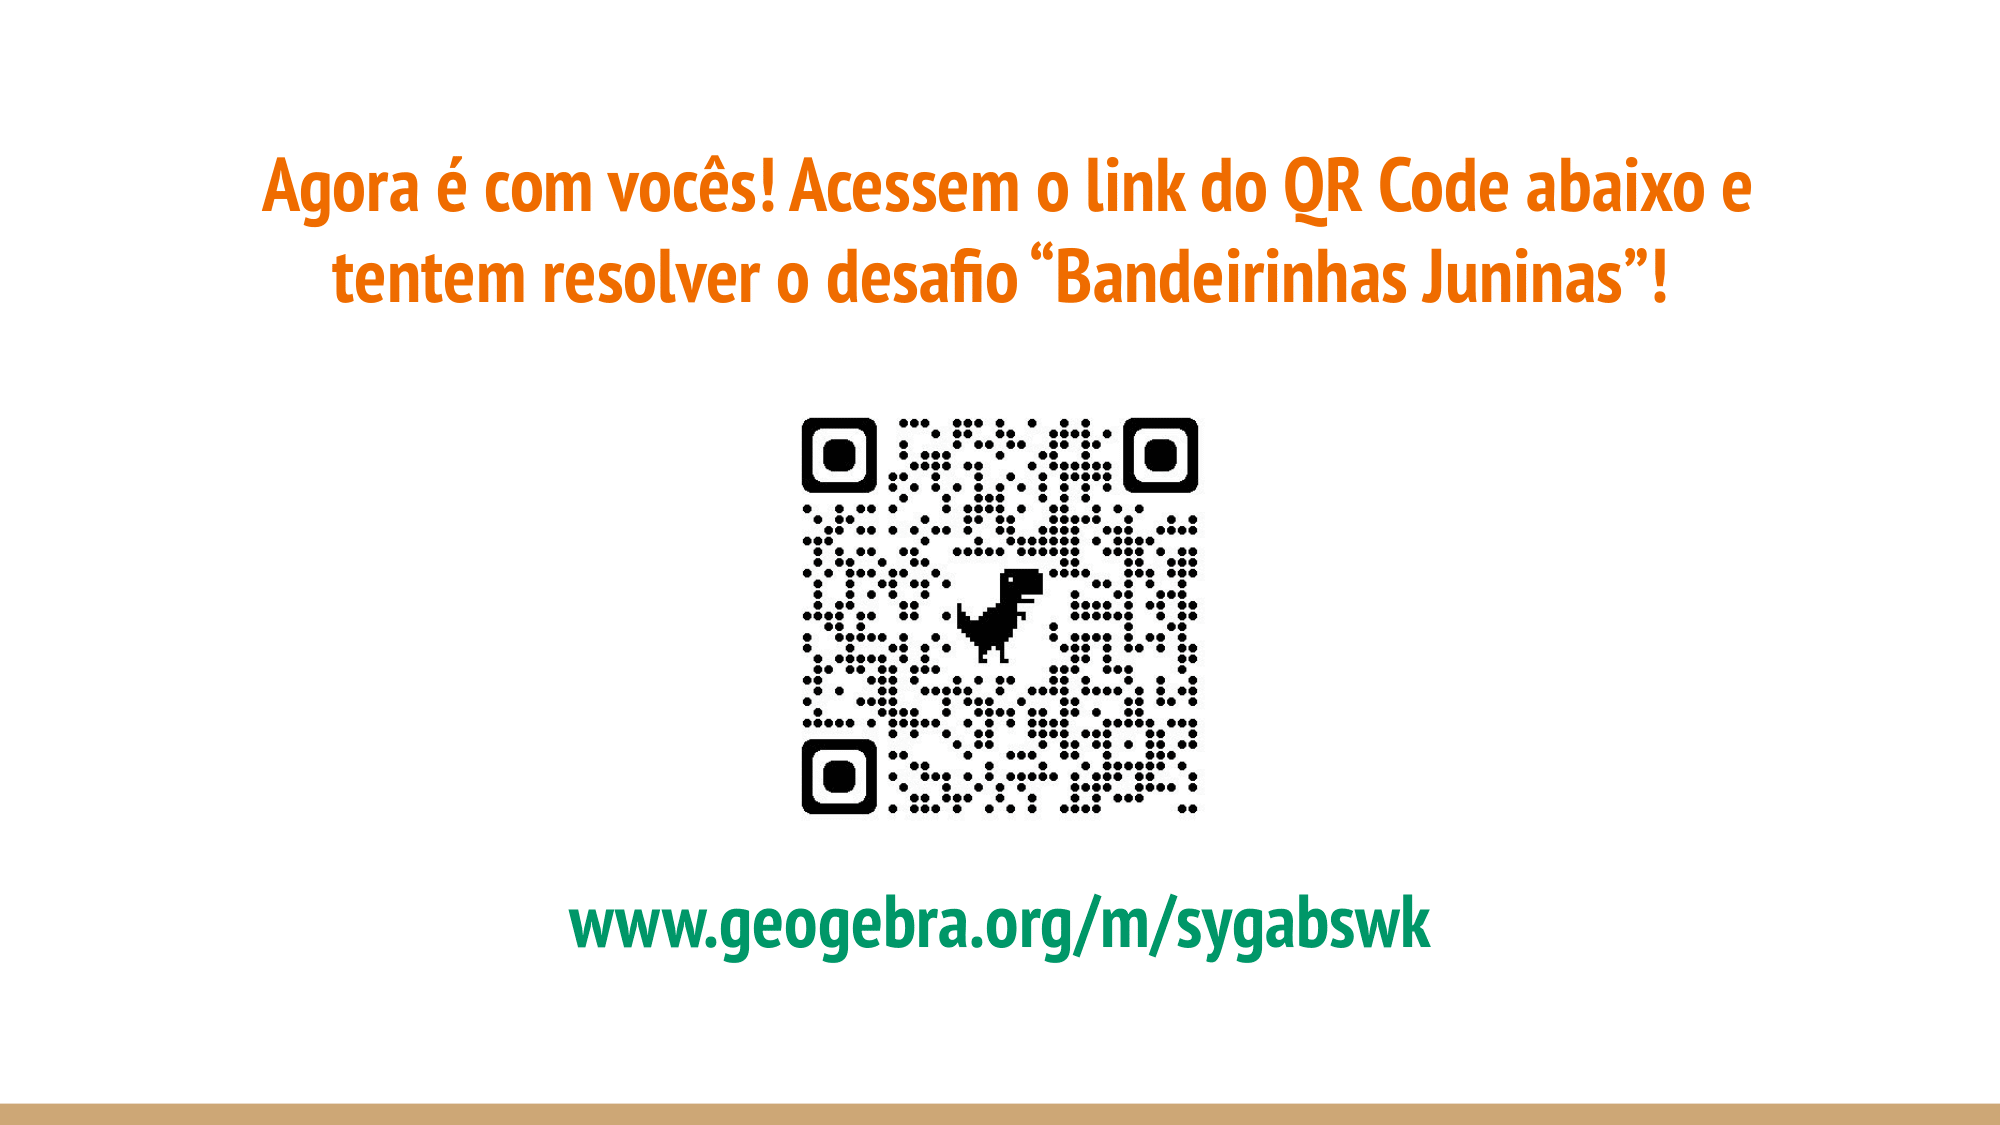 Agora é com vocês! Acessem o link do QR Code abaixo e
tentem resolver o desafio “Bandeirinhas Juninas”!
www.geogebra.org/m/sygabswk